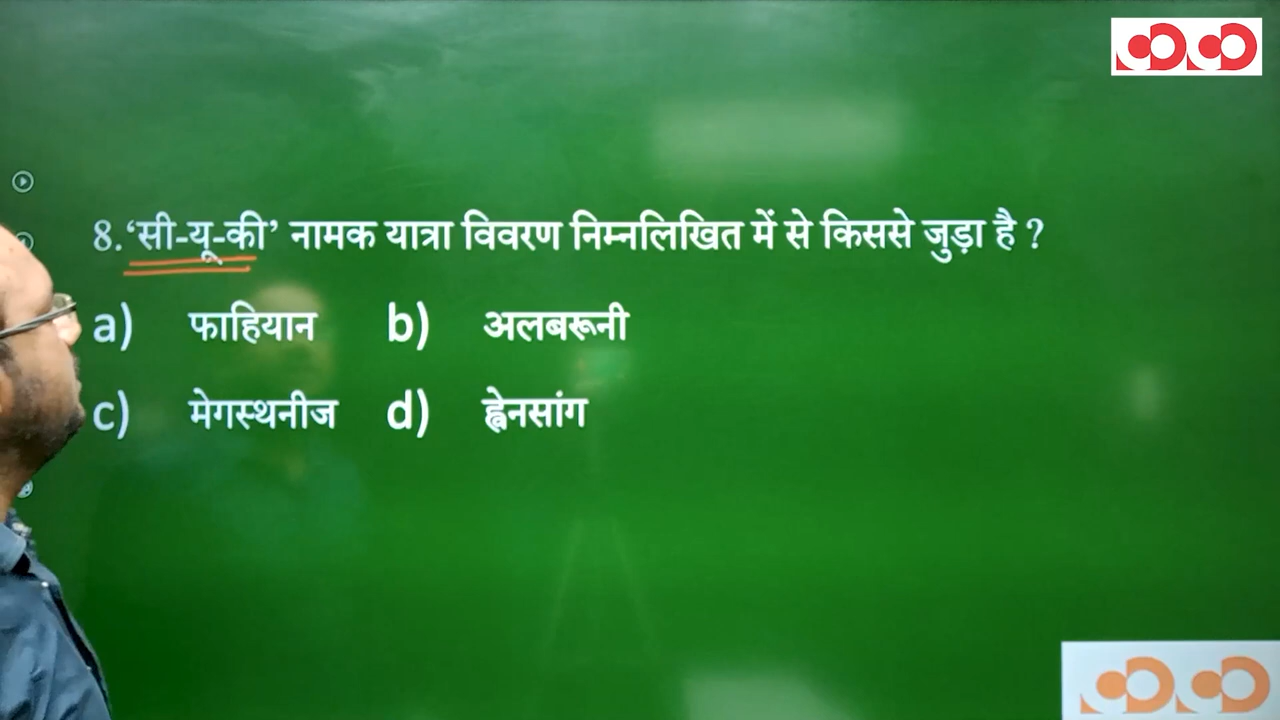 8.‘सी-यू-की’ नामक यात्रा विवरण निम्नलिखित में से किससे जुड़ा है ?
a) फाहियान b) अलबरूनी
c) मेगस्थनीज d) ह्वेनसांग